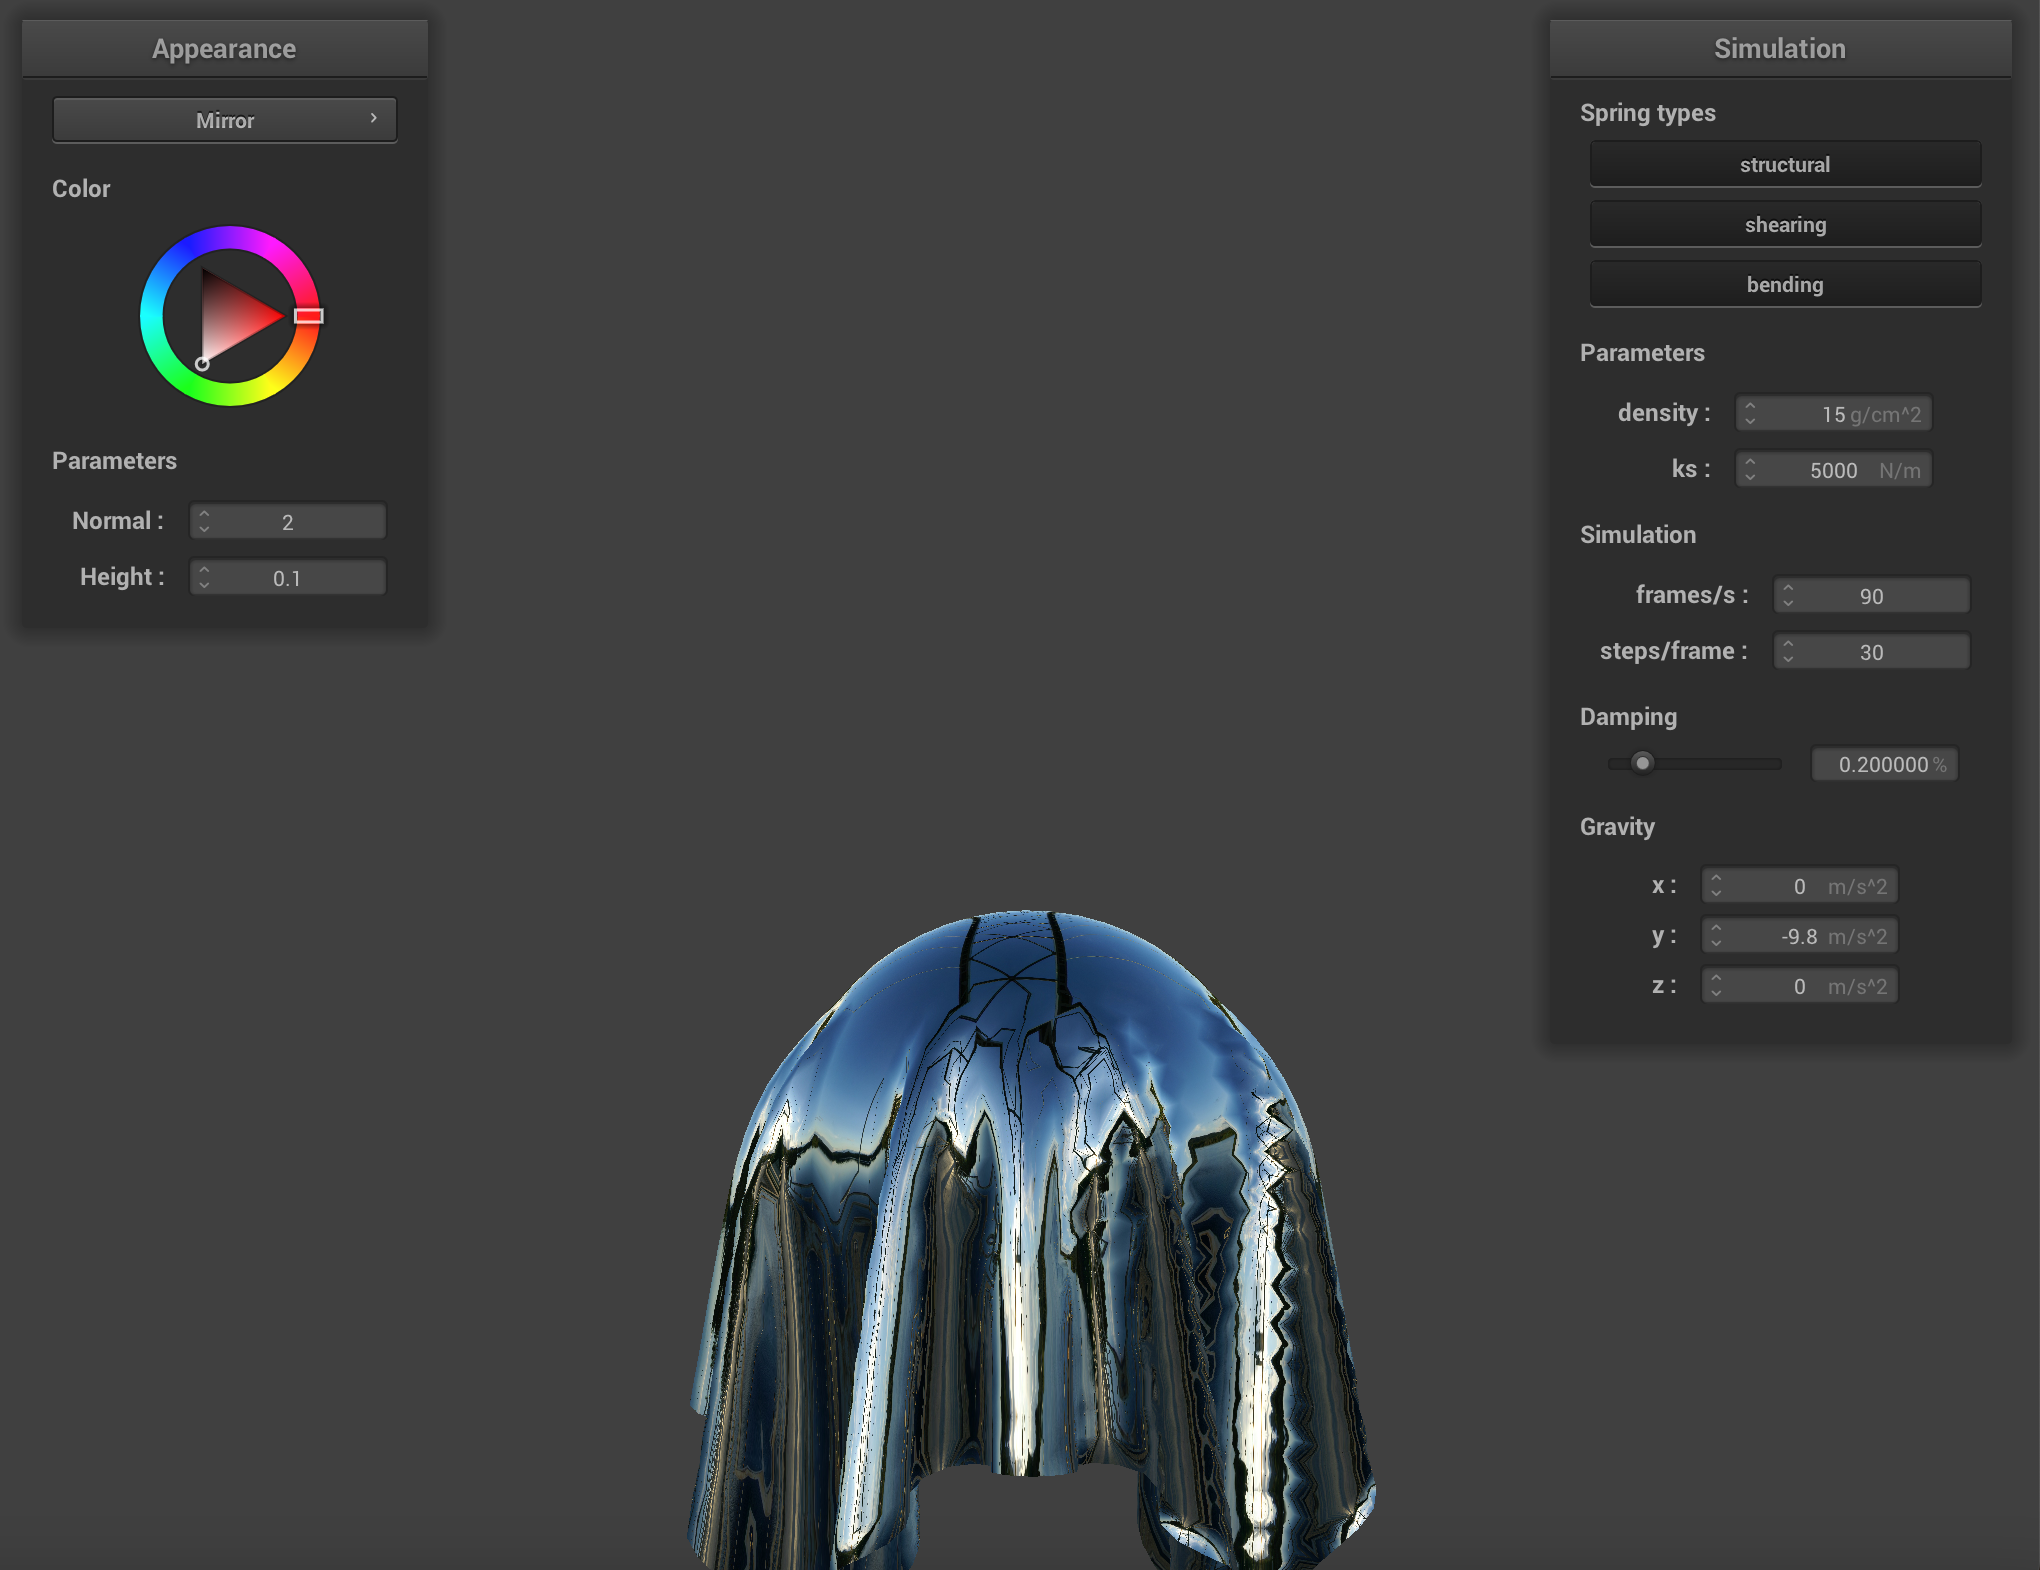 Appearance
Mirror
Color
Parameters
Normal : 2
Height : 0.1
Simulation
Spring types
structural
shearing
bending
Parameters
density : 15 g/cm^2
ks : 5000 N/m
Simulation
frames/s : 90
steps/frame : 30
Damping
0.200000 %
Gravity
x : 0 m/s^2
y : -9.8 m/s^2
z : 0 m/s^2